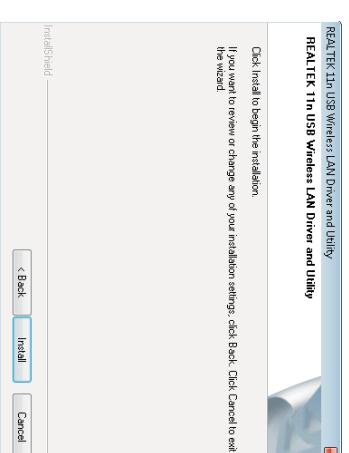 REALTEK 11n USB Wireless LAN Driver and Utility
REALTEK 11n USB Wireless LAN Driver and Utility
Click Install to begin the installation.
If you want to review or change any of your installation settings, click Back. Click Cancel to exit
the wizard.
InstallShield
< Back
Install
Cancel